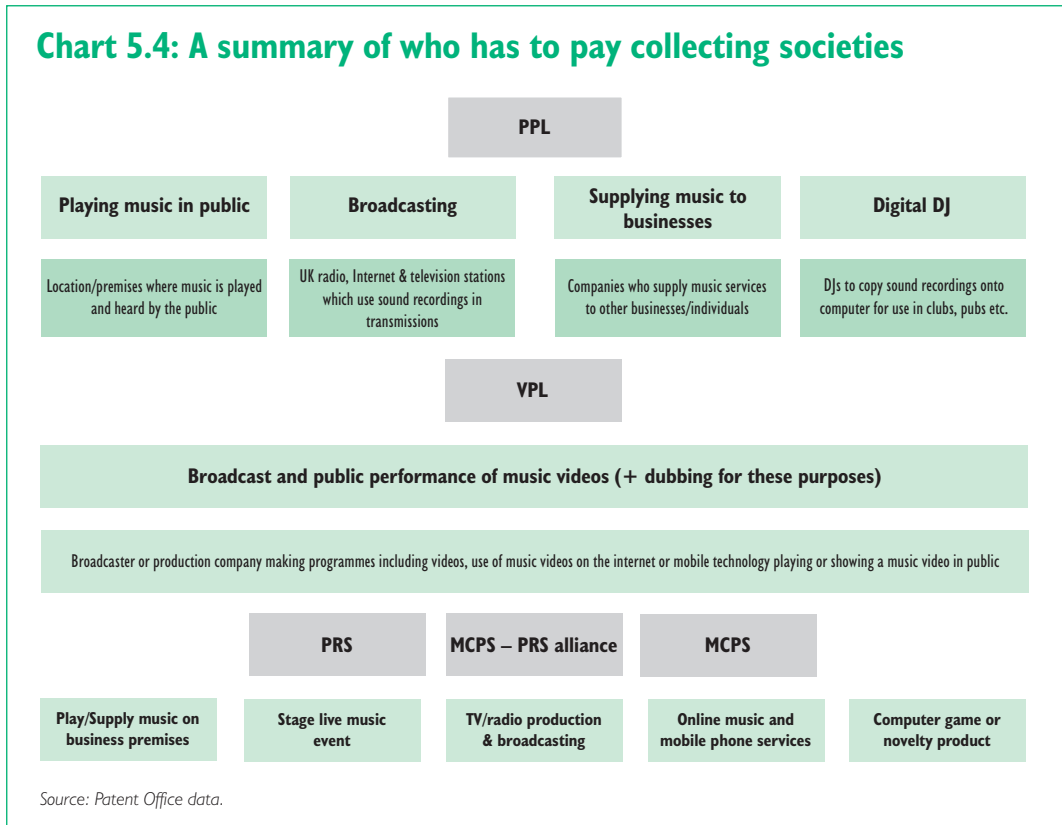 Chart 5.4: A summary of who has to pay collecting societies
PPL
Playing music in public
Broadcasting
Supplying music to
businesses
Digital DJ
Location/premises where music is played
and heard by the public
UK radio, Internet & television stations
which use sound recordings in
transmissions
Companies who supply music services
to other businesses/individuals
DJs to copy sound recordings onto
computer for use in clubs, pubs etc.
VPL
Broadcast and public performance of music videos (+ dubbing for these purposes)
Broadcaster or production company making programmes including videos, use of music videos on the internet or mobile technology playing or showing a music video in public
PRS
MCPS – PRS alliance
MCPS
Play/Supply music on
business premises
Stage live music
event
TV/radio production
& broadcasting
Online music and
mobile phone services
Computer game or
novelty product
Source: Patent Office data.